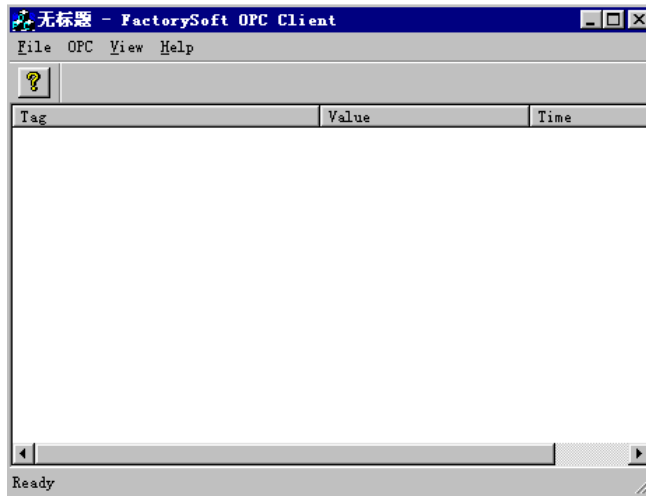 无标题 - FactorySoft OPC Client
File OPC View Help
Tag Value Time
Ready